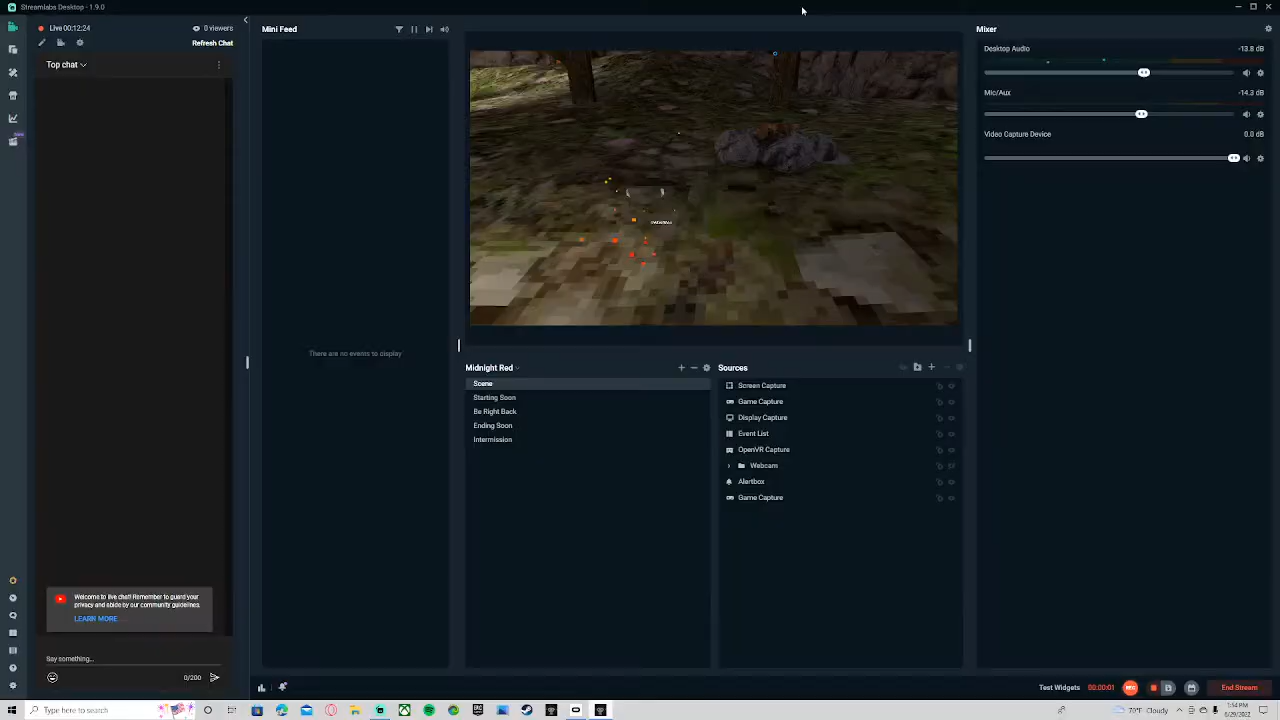 Streamlabs Desktop - 1.9.0
Live 00:12:24
0 viewers
Refresh Chat
Top chat
Welcome to live chat! Remember to guard your
privacy and abide by our community guidelines.
LEARN MORE
Say something...
0/200
Mini Feed
There are no events to display
Midnight Red
Scene
Starting Soon
Be Right Back
Ending Soon
Intermission
Sources
Screen Capture
Game Capture
Display Capture
Event List
OpenVR Capture
Webcam
Alertbox
Game Capture
Mixer
Desktop Audio
-13.8 dB
Mic/Aux
-14.3 dB
Video Capture Device
0.0 dB
Test Widgets
00:00:01
REC
End Stream
Type here to search
Cloudy
1:54 PM
6/29/2022